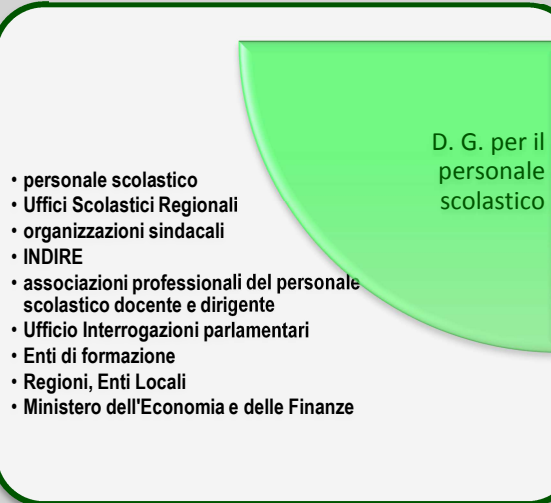 D. G. per il
personale
scolastico
• personale scolastico
• Uffici Scolastici Regionali
• organizzazioni sindacali
• INDIRE
• associazioni professionali del personale
scolastico docente e dirigente
• Ufficio Interrogazioni parlamentari
• Enti di formazione
• Regioni, Enti Locali
• Ministero dell'Economia e delle Finanze